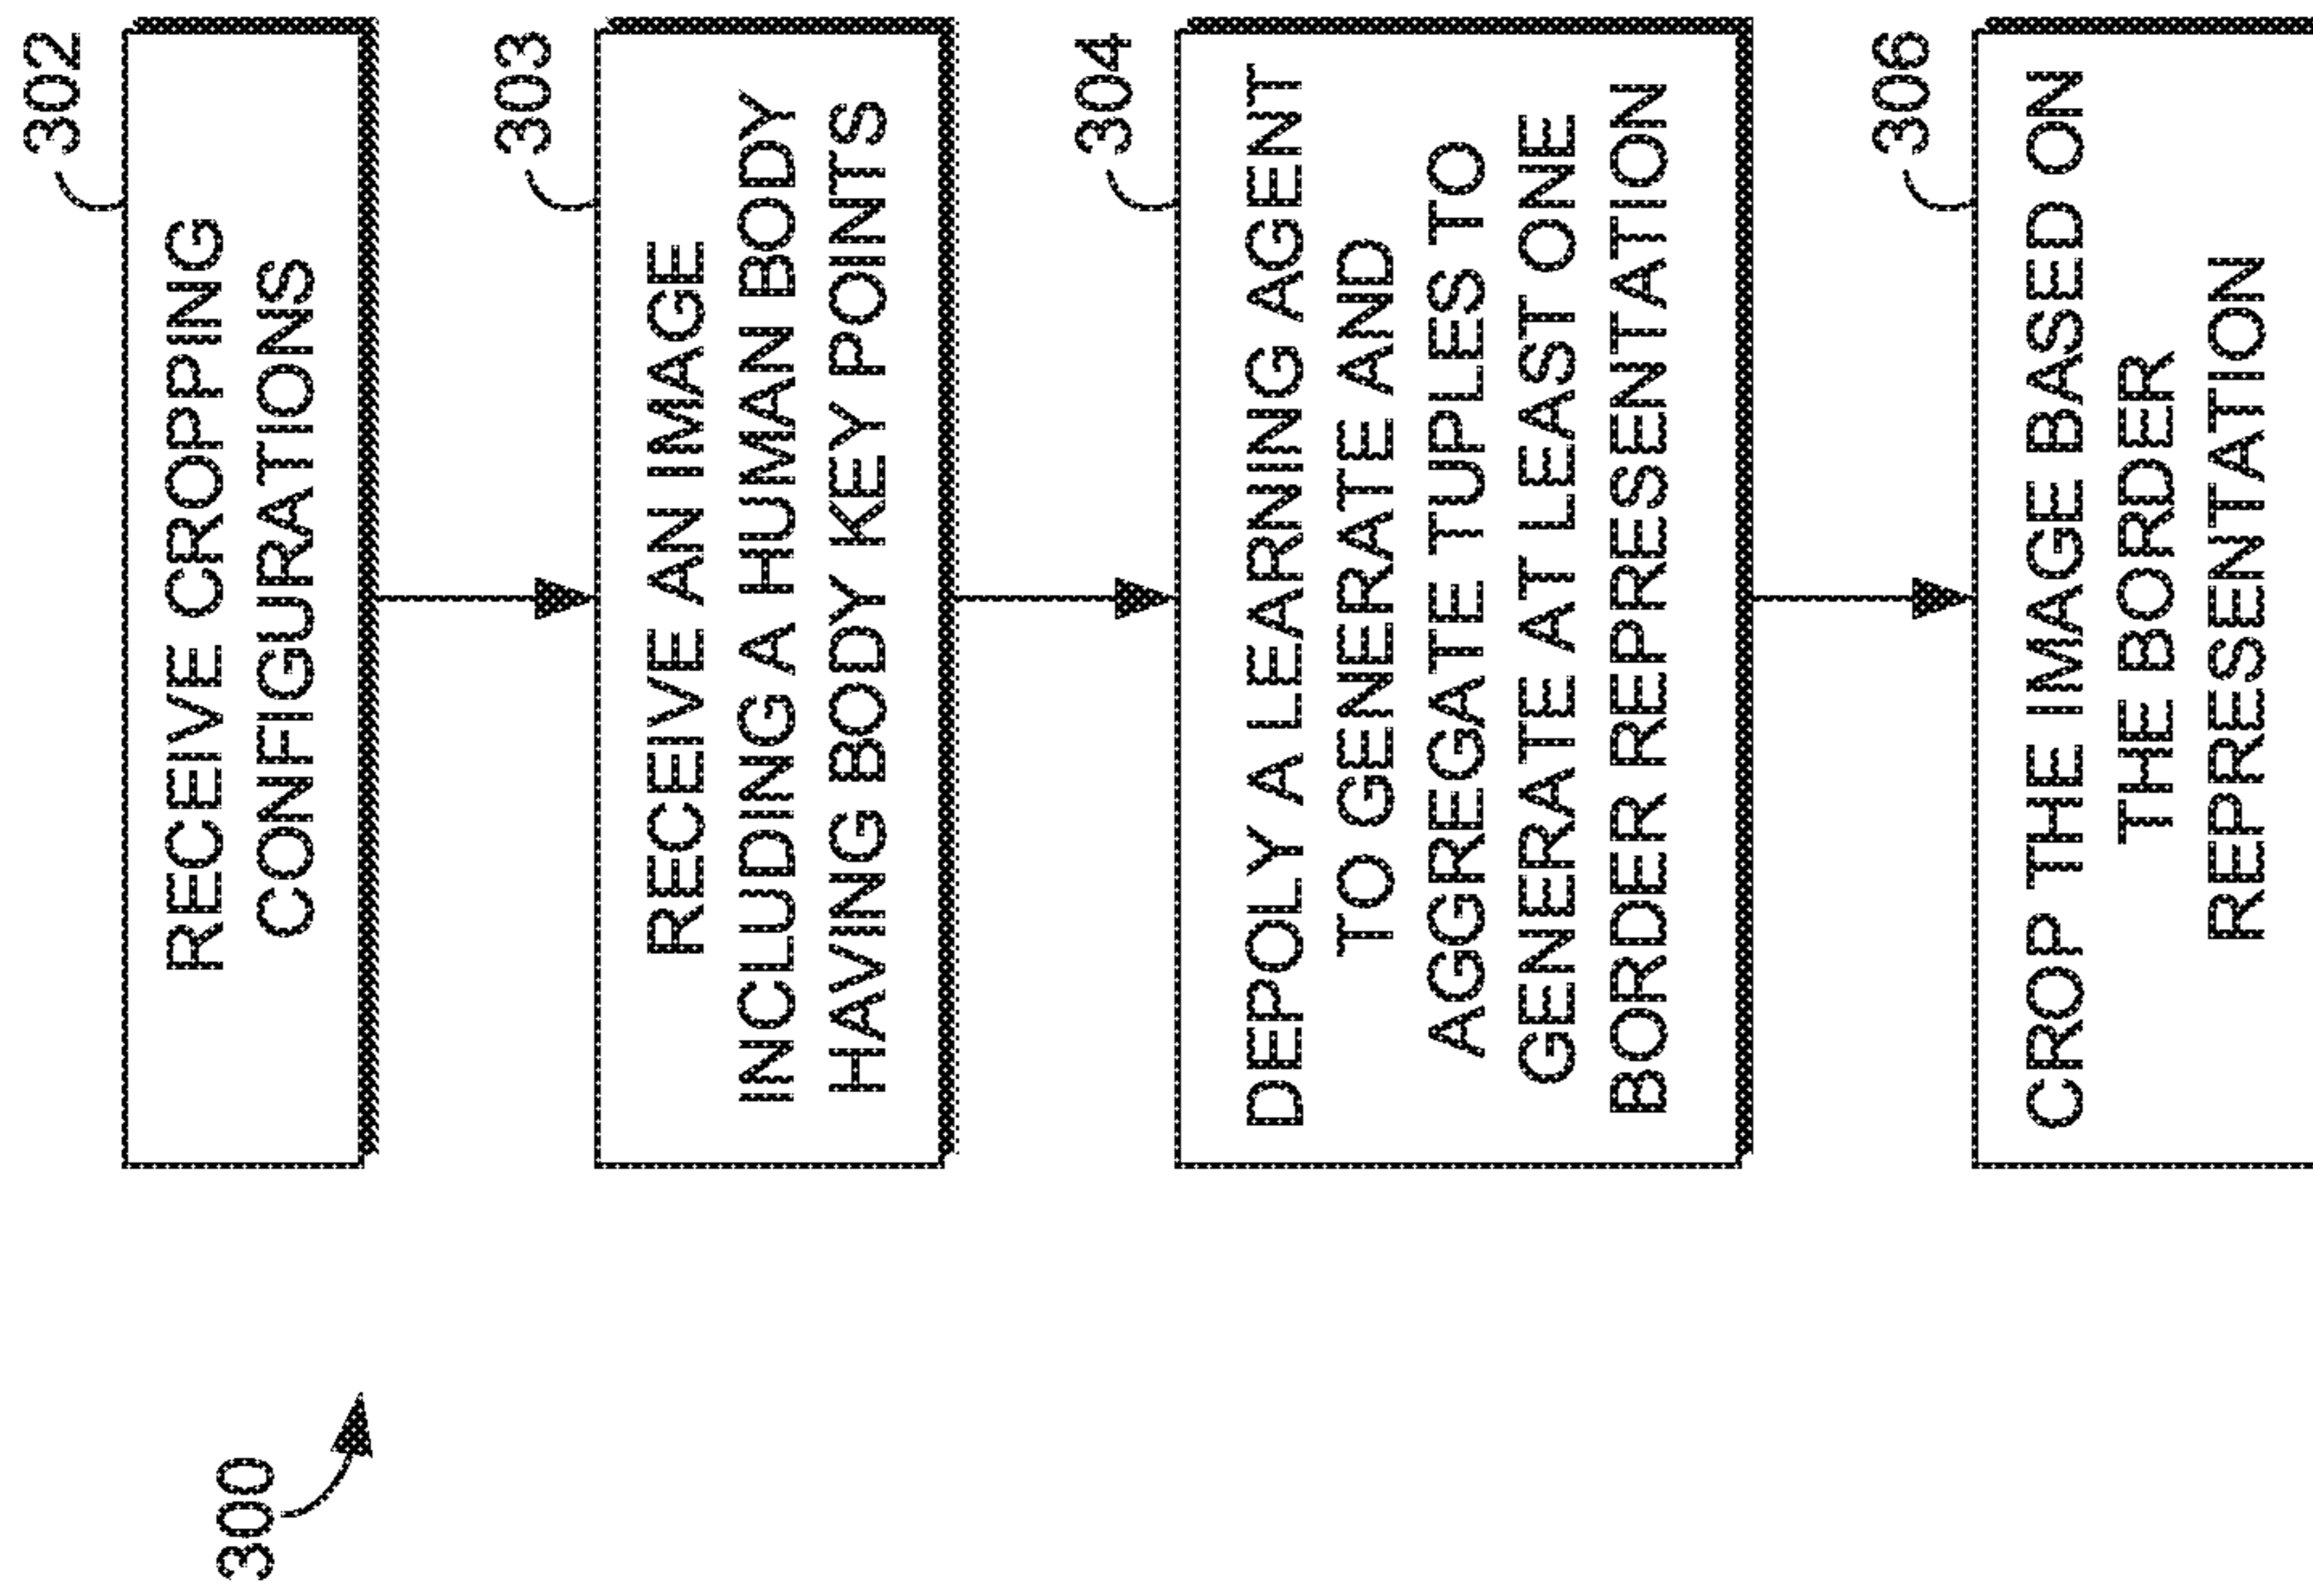 300
302
RECEIVE CROPPING
CONFIGURATIONS
303
RECEIVE AN IMAGE
INCLUDING A HUMAN BODY
HAVING BODY KEY POINTS
304
DEPOLY A LEARNING AGENT
TO GENERATE AND
AGGREGATE TUPLES TO
GENERATE AT LEAST ONE
BORDER REPRESENTATION
306
CROP THE IMAGE BASED ON
THE BORDER
REPRESENTATION